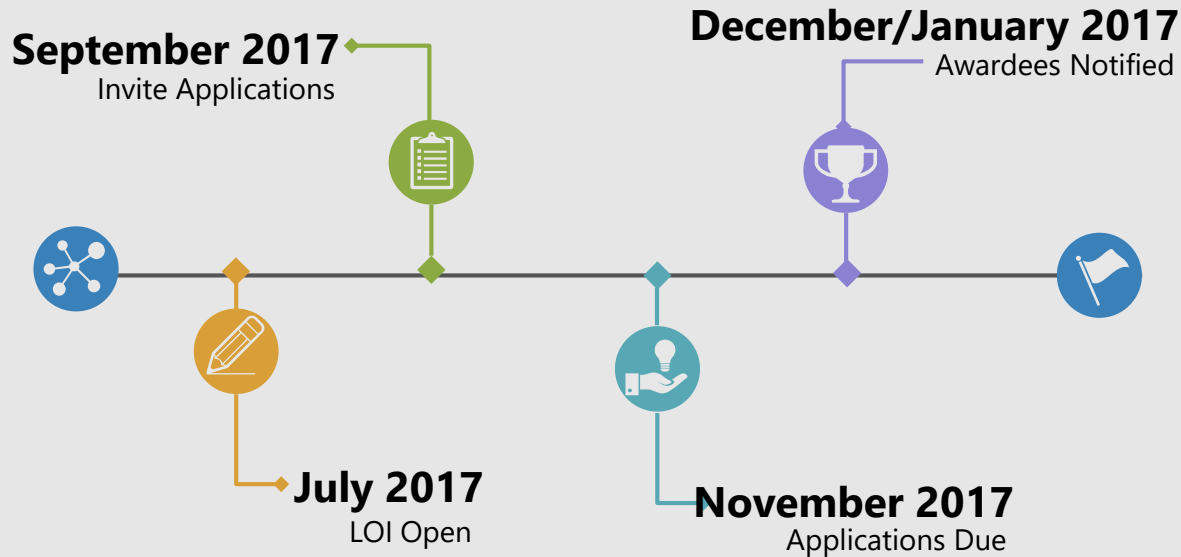 September 2017
Invite Applications
December/January 2017
Awardees Notified
July 2017
LOI Open
November 2017
Applications Due